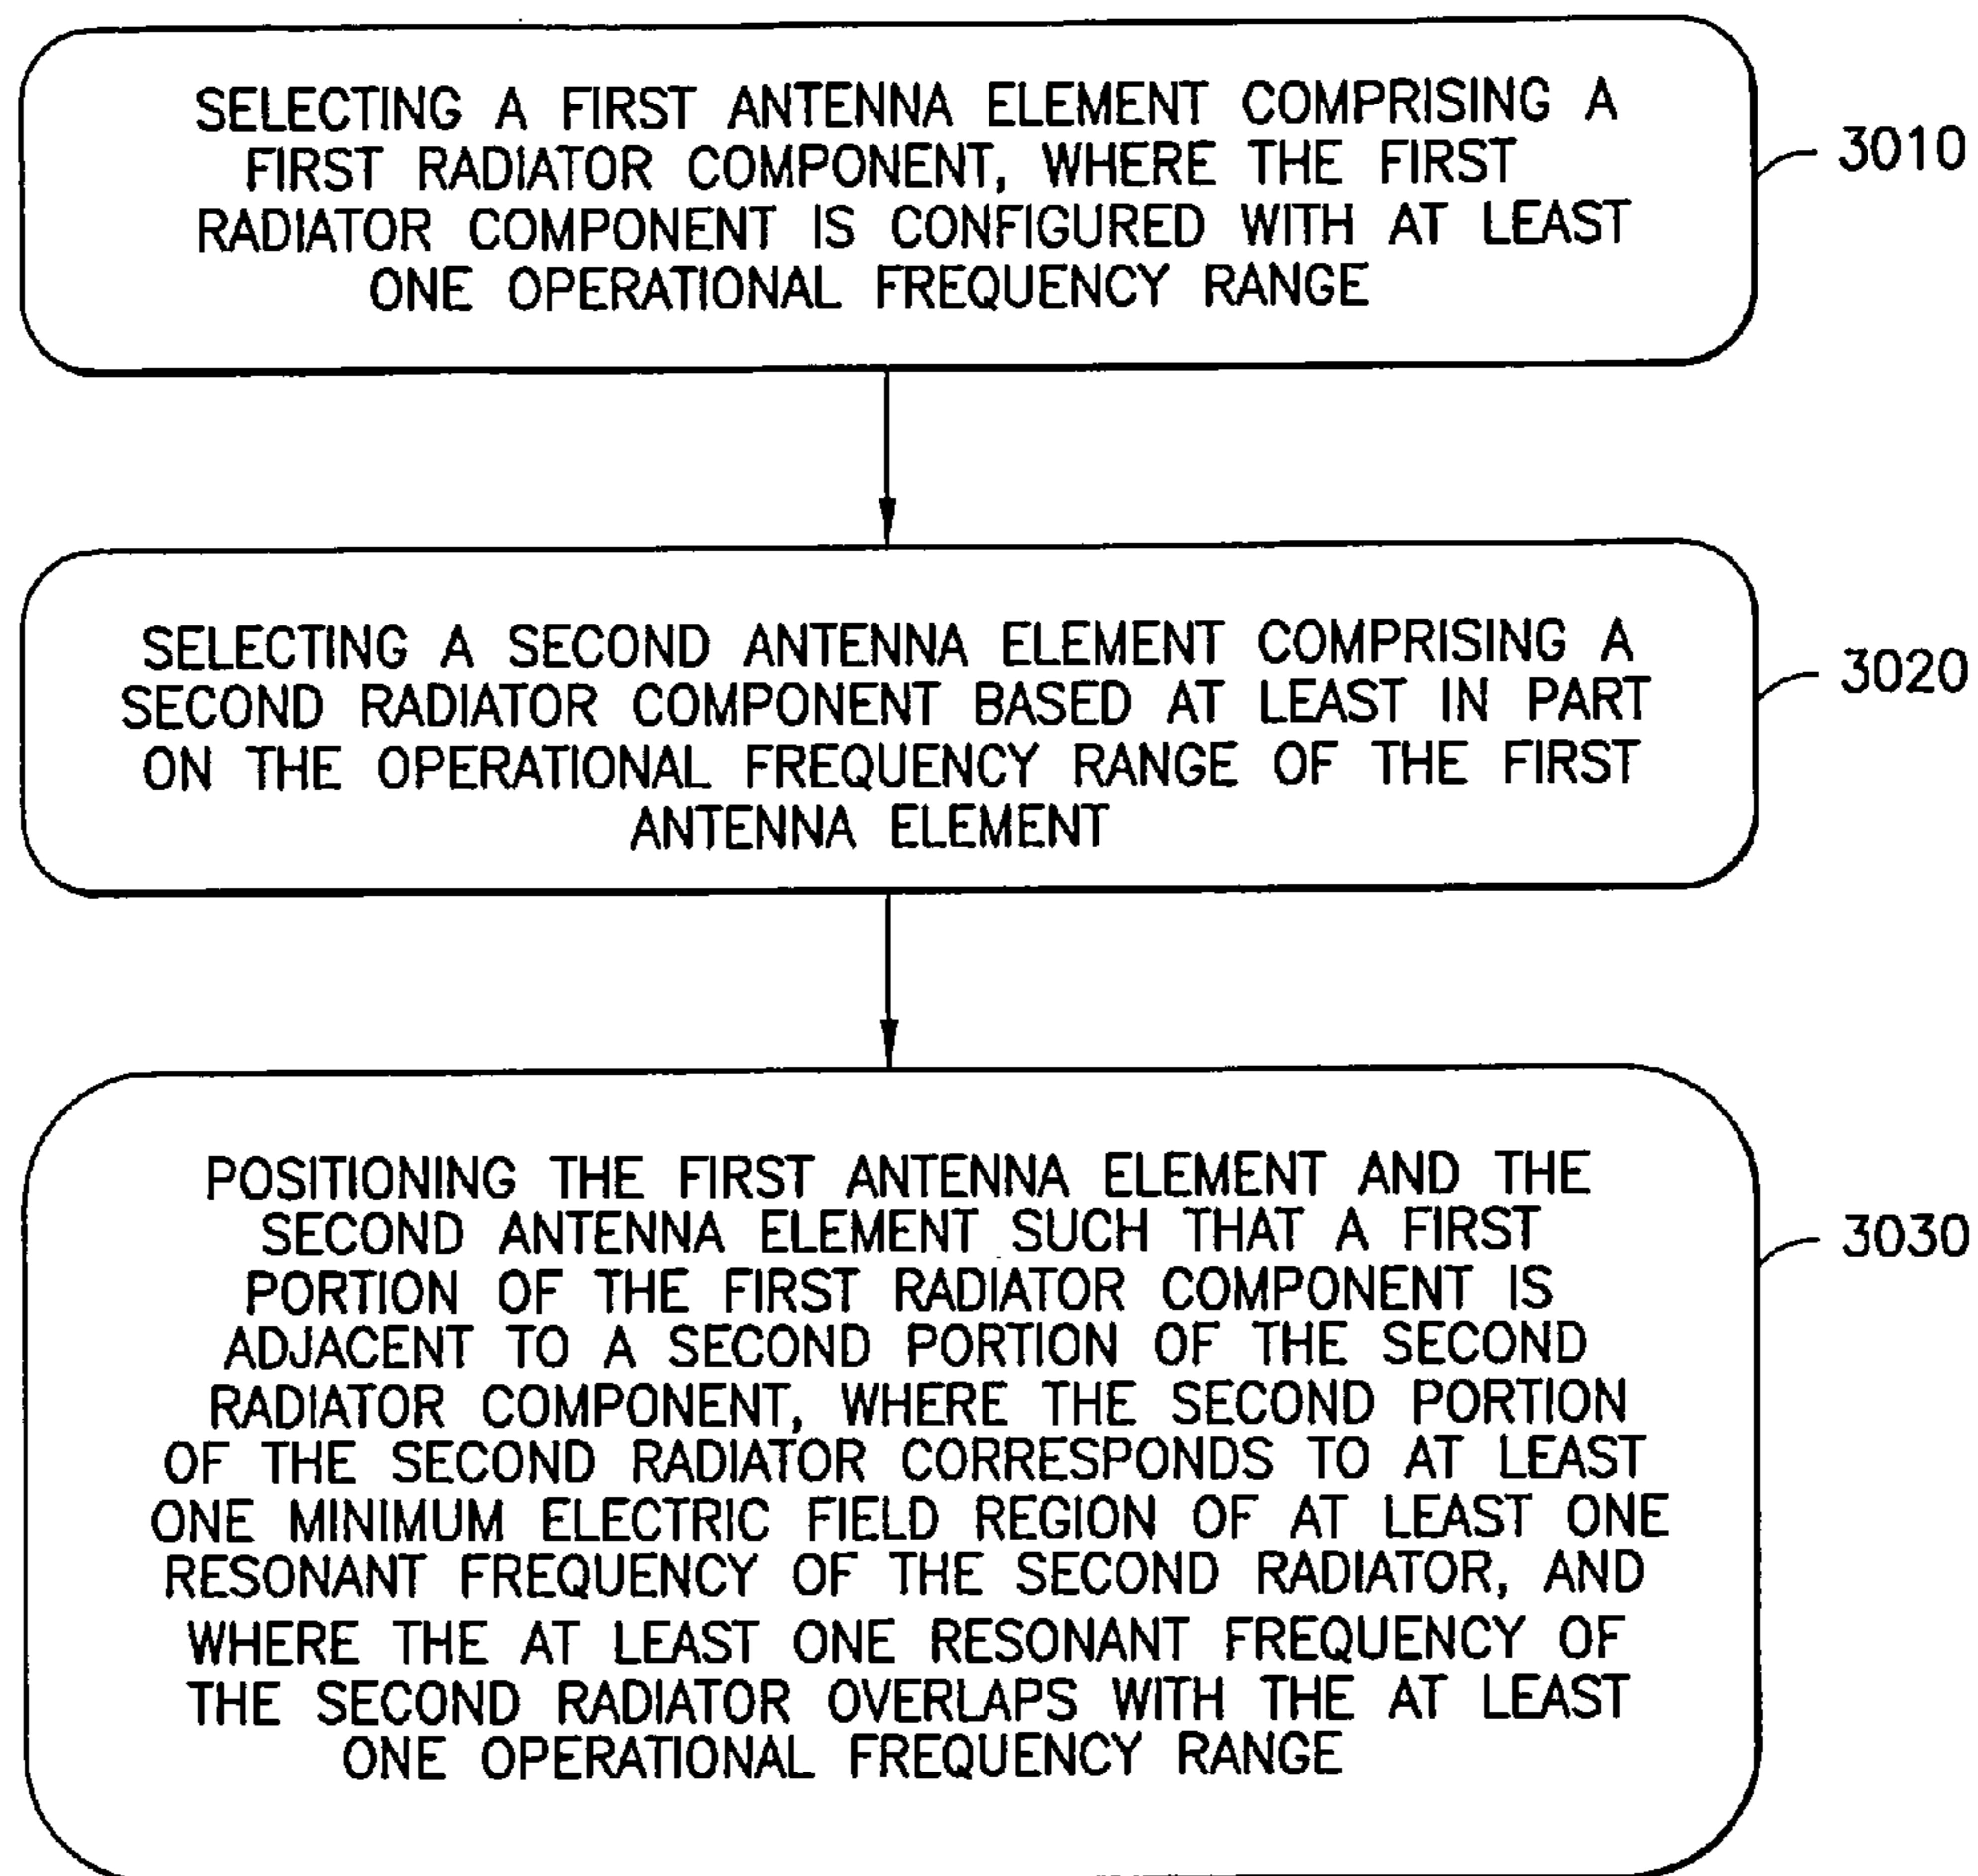 SELECTING A FIRST ANTENNA ELEMENT COMPRISING A
FIRST RADIATOR COMPONENT, WHERE THE FIRST
RADIATOR COMPONENT IS CONFIGURED WITH AT LEAST
ONE OPERATIONAL FREQUENCY RANGE
3010
SELECTING A SECOND ANTENNA ELEMENT COMPRISING A
SECOND RADIATOR COMPONENT BASED AT LEAST IN PART
ON THE OPERATIONAL FREQUENCY RANGE OF THE FIRST
ANTENNA ELEMENT
3020
POSITIONING THE FIRST ANTENNA ELEMENT AND THE
SECOND ANTENNA ELEMENT SUCH THAT A FIRST
PORTION OF THE FIRST RADIATOR COMPONENT IS
ADJACENT TO A SECOND PORTION OF THE SECOND
RADIATOR COMPONENT, WHERE THE SECOND PORTION
OF THE SECOND RADIATOR CORRESPONDS TO AT LEAST
ONE MINIMUM ELECTRIC FIELD REGION OF AT LEAST ONE
RESONANT FREQUENCY OF THE SECOND RADIATOR, AND
WHERE THE AT LEAST ONE RESONANT FREQUENCY OF
THE SECOND RADIATOR OVERLAPS WITH THE AT LEAST
ONE OPERATIONAL FREQUENCY RANGE
3030